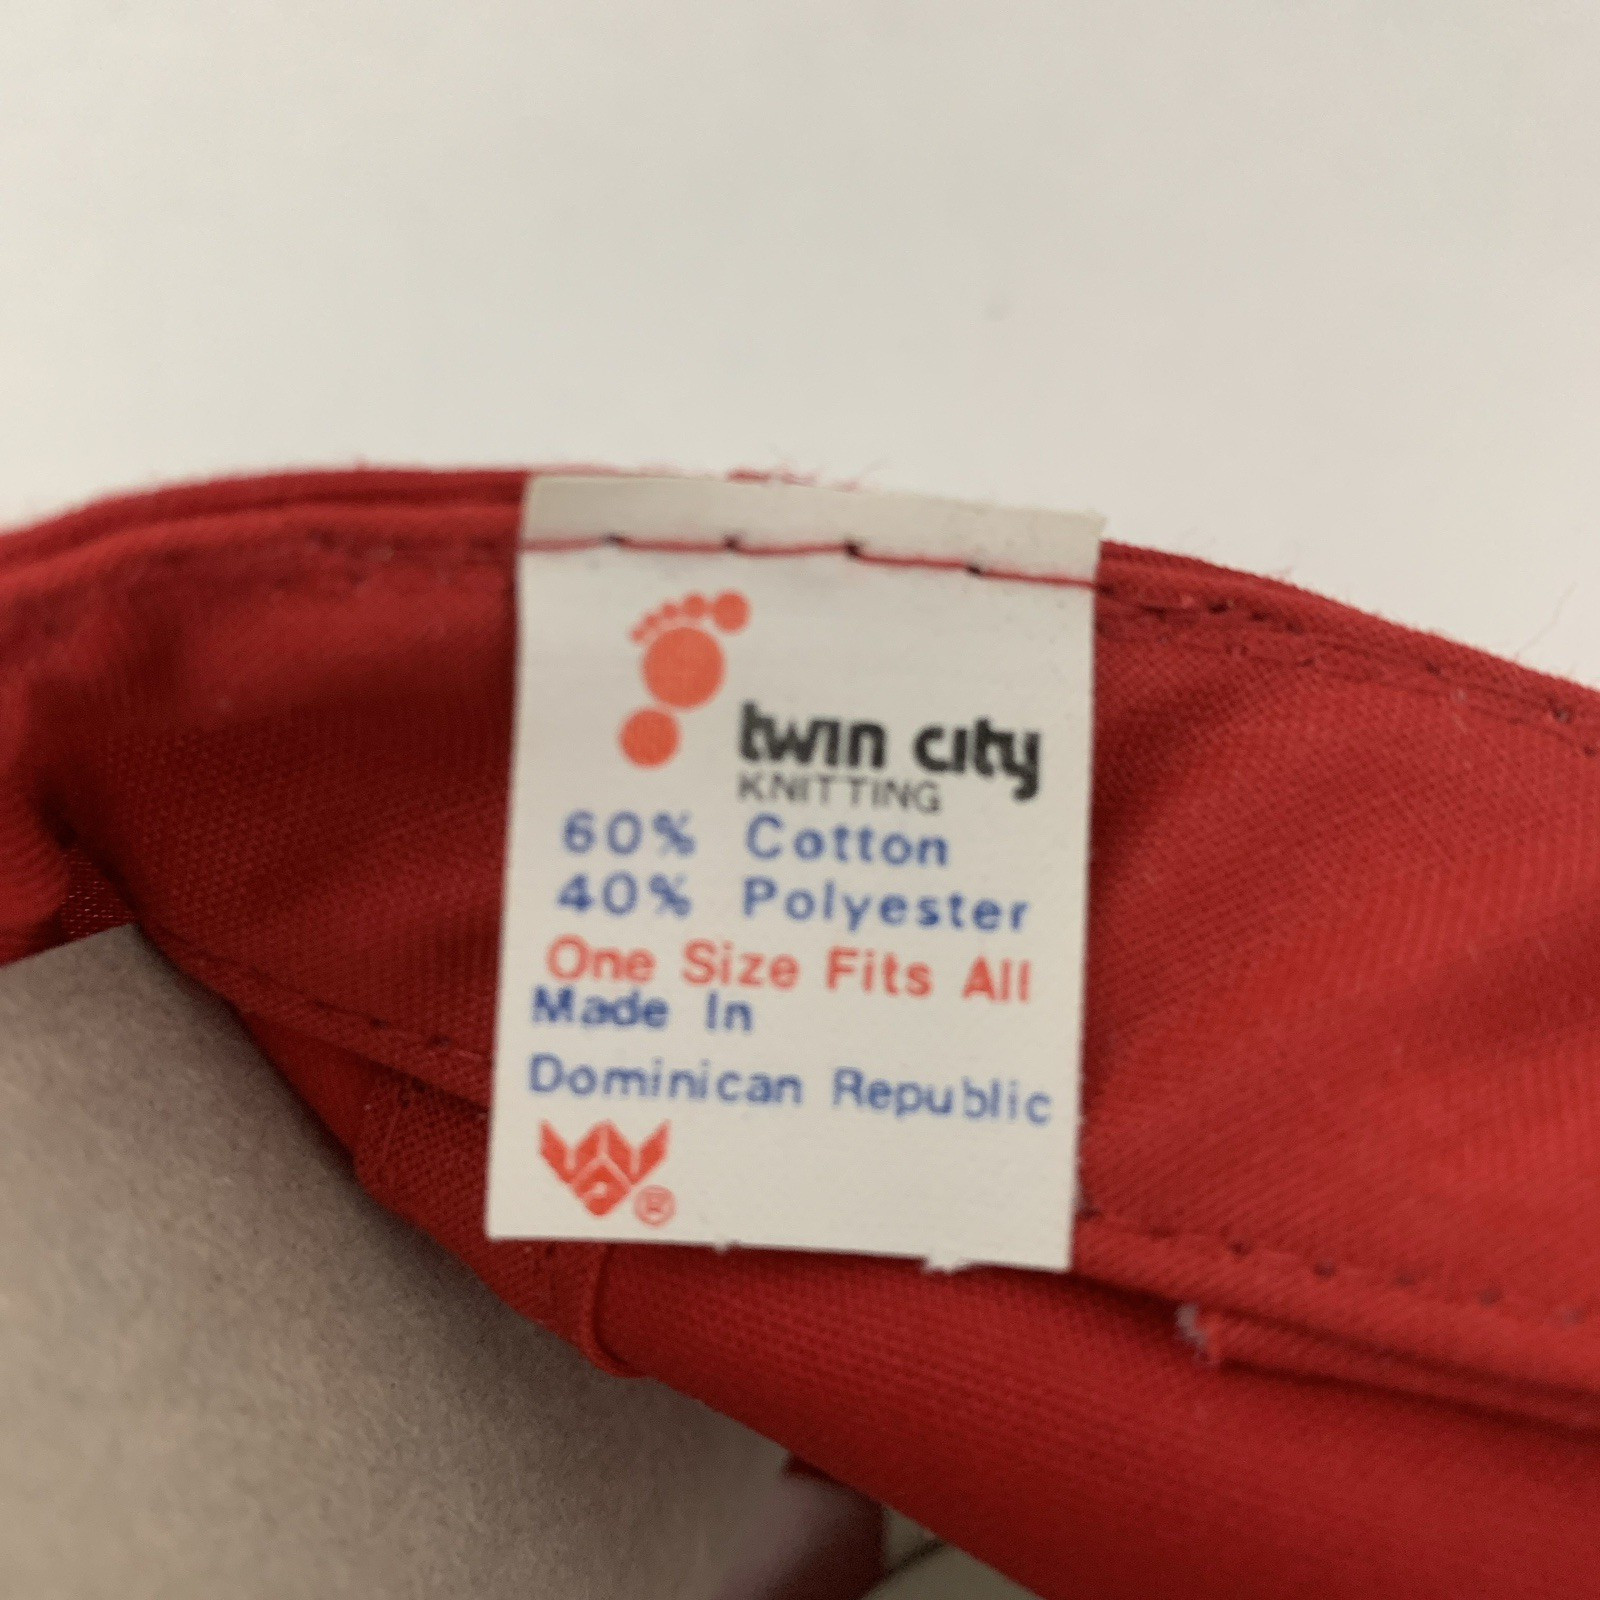 twin city
KNITTING
60% Cotton
40% Polyester
One Size Fits All
Made In
Dominican Republic
®